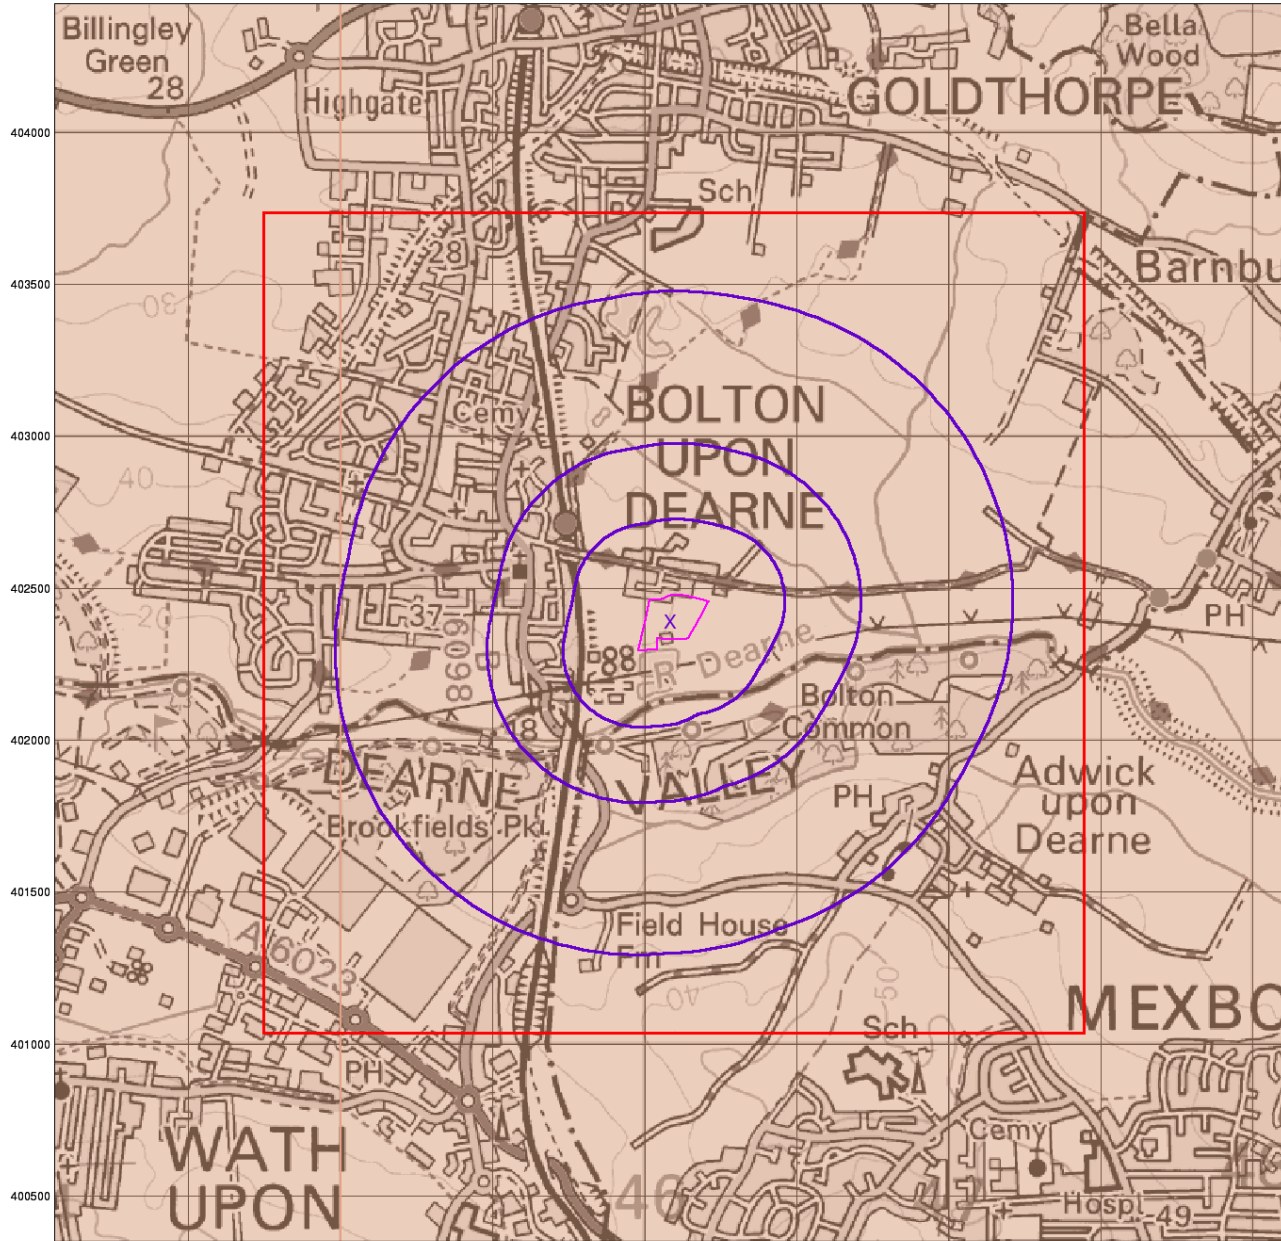 Billingley
Green
28
Highgate
Bella
Wood
GOLDTHORPE
404000
Sch
28
Barnbu
403500
30
BOLTON
UPON
DEARNE
Cemy
403000
40
402500
PH
37
B6098
20
R Dearne
18
Bolton
Common
402000
DEARNE
VALLEY
PH
Adwick
upon
Dearne
Brookfields Pk
401500
Field House
Fm
A 6023
40
50
MEXBO
Sch
401000
PH
WATH
UPON
Cemy
400500
46
47
Hospl
49